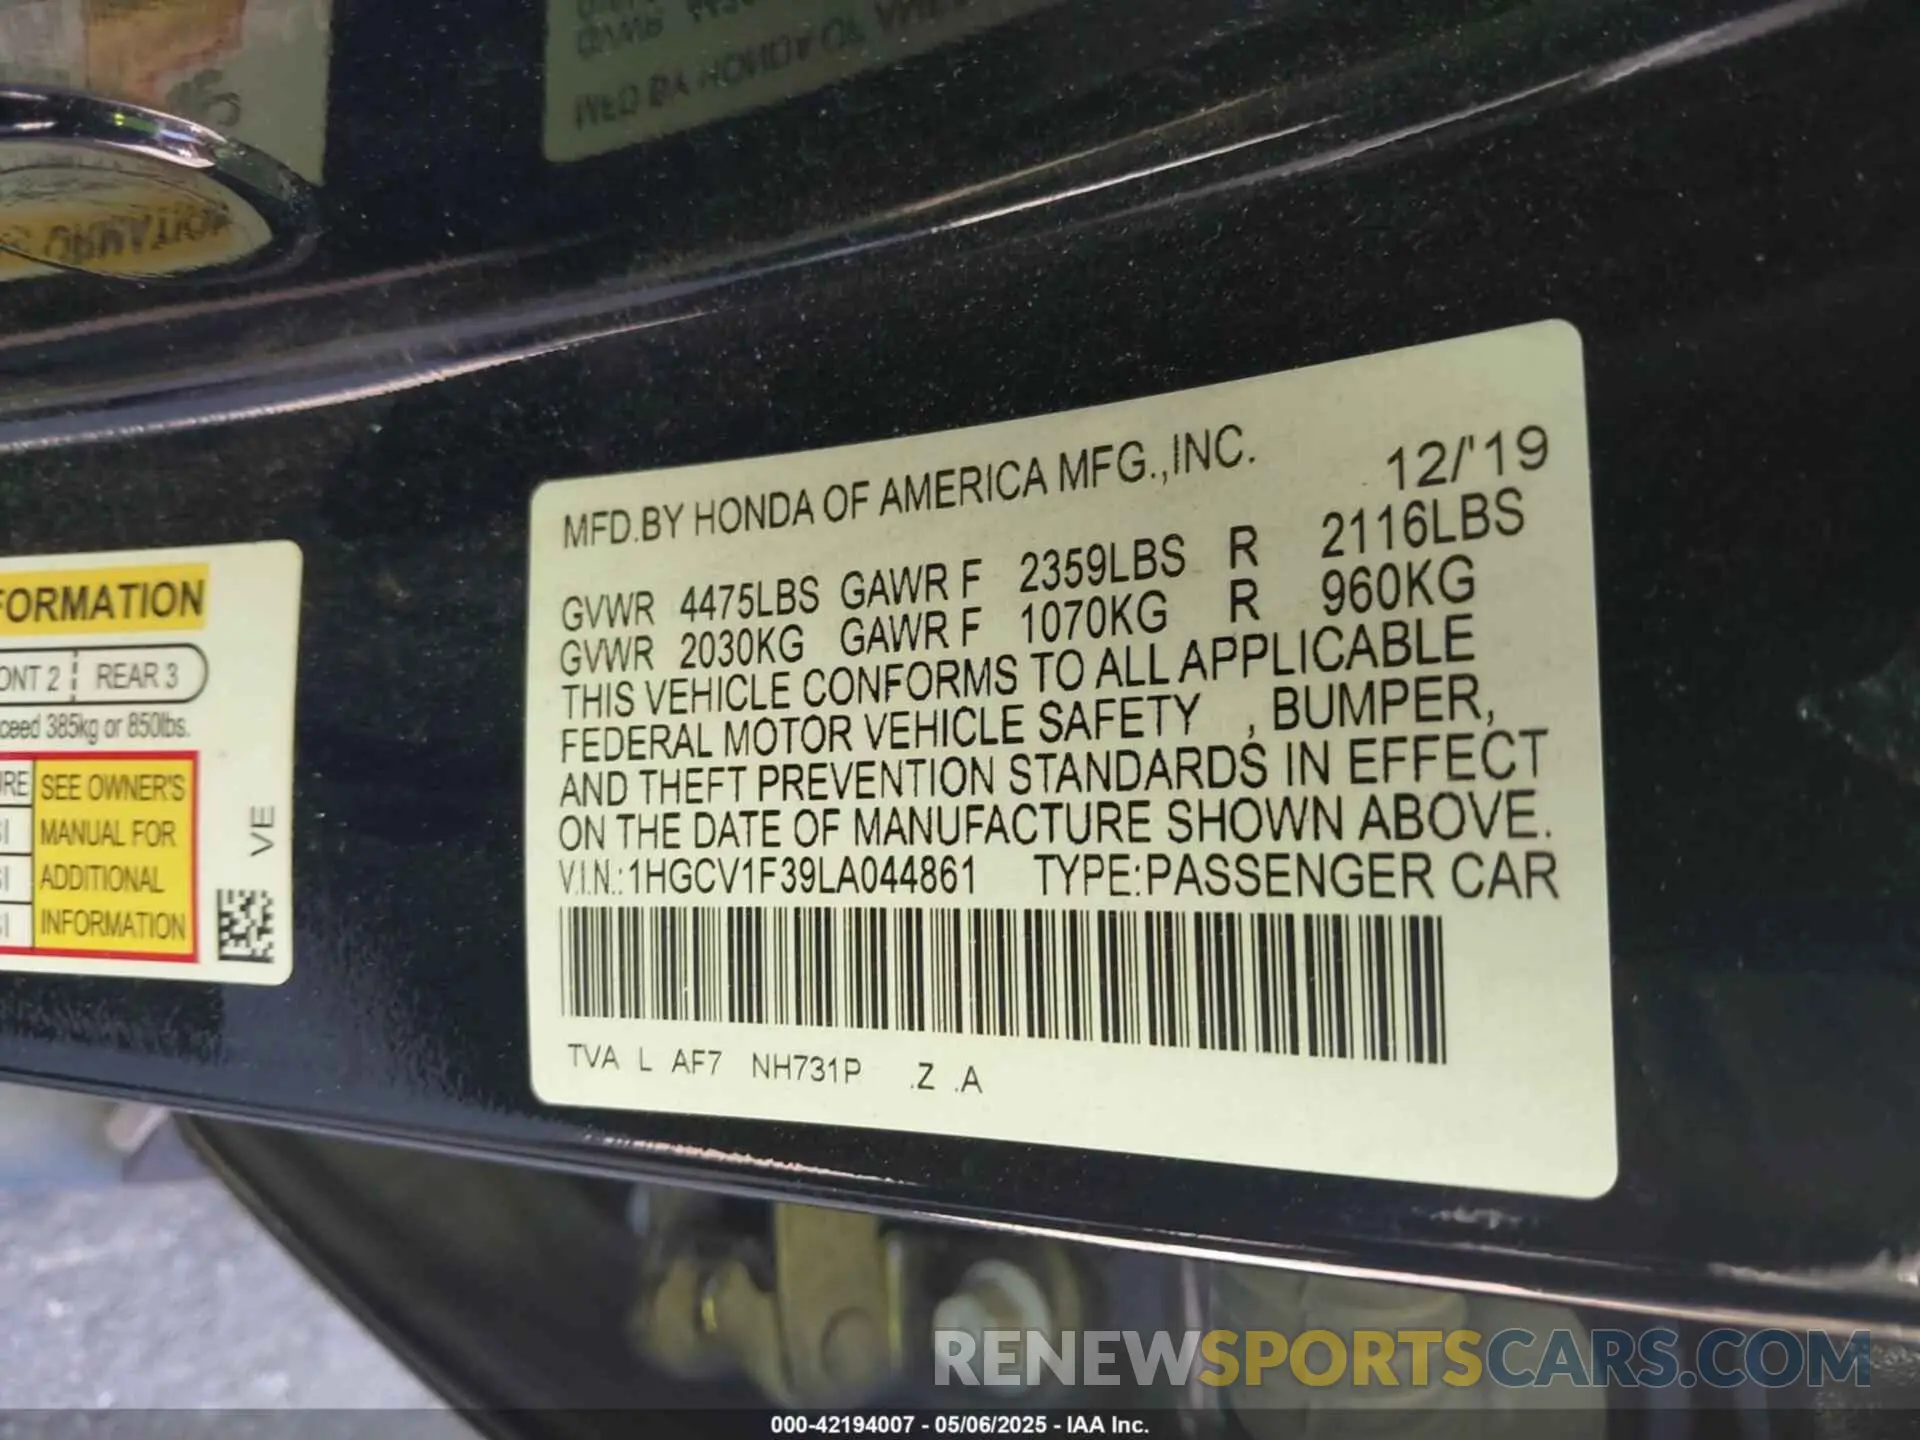 MFD.BY HONDA OF AMERICA MFG.,INC. 12/'19
GVWR 4475LBS GAWR F 2359LBS R 2116LBS
GVWR 2030KG GAWR F 1070KG R 960KG
THIS VEHICLE CONFORMS TO ALL APPLICABLE
FEDERAL MOTOR VEHICLE SAFETY , BUMPER,
AND THEFT PREVENTION STANDARDS IN EFFECT
ON THE DATE OF MANUFACTURE SHOWN ABOVE.
V.I.N.:1HGCV1F39LA044861 TYPE:PASSENGER CAR
TVA L AF7 NH731P .Z .A
REAR 3
385kg or 850lbs.
SEE OWNER'S
MANUAL FOR
ADDITIONAL
INFORMATION
VE
RENEWSPORTSCARS.COM
000-42194007 - 05/06/2025 - IAA Inc.